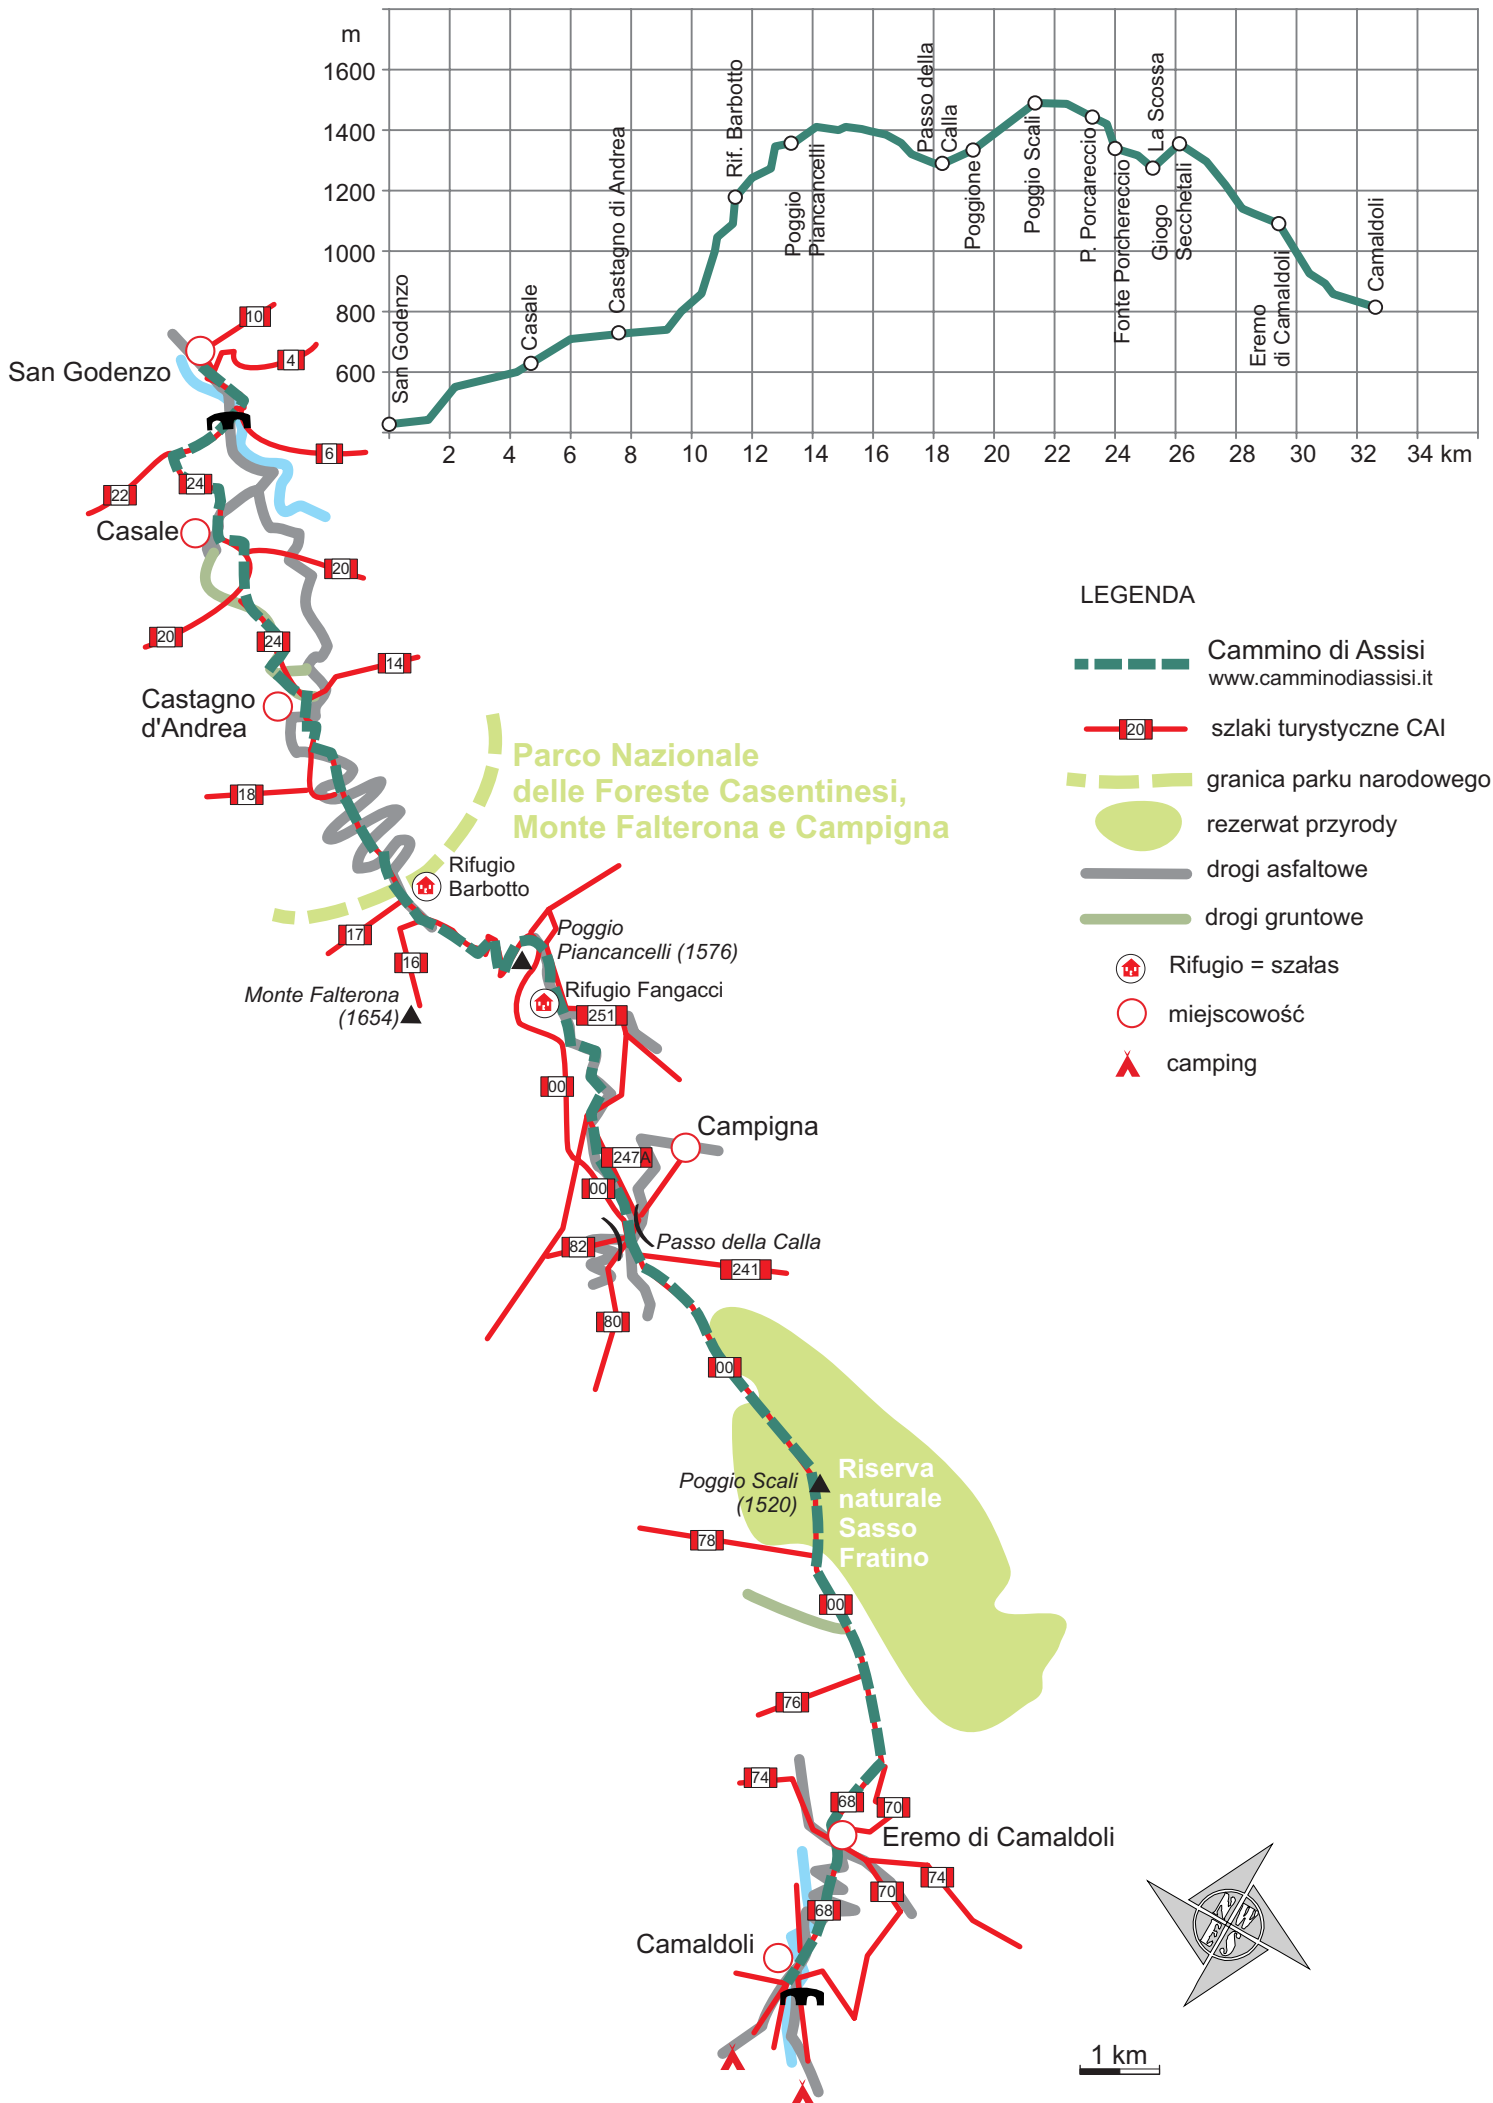 m
1600
1400
1200
1000
800
600
San Godenzo
Casale
Castagno di Andrea
Rif. Barbotto
Poggio
Piancancelli
Passo della
Calla
Poggione
Poggio Scali
P. Porcareccio
Fonte Porchereccio
Giogo
Secchetali
La Scossa
Eremo
di Camaldoli
Camaldoli
2 4 6 8 10 12 14 16 18 20 22 24 26 28 30 32 34 km
10
4
San Godenzo
6
24
22
Casale
20
20
24
14
Castagno
d'Andrea
18
Parco Nazionale
delle Foreste Casentinesi,
Monte Falterona e Campigna
Rifugio
Barbotto
17
16
Poggio
Piancancelli (1576)
Monte Falterona
(1654)
Rifugio Fangacci
251
00
Campigna
247A
00
82
Passo della Calla
241
80
00
Poggio Scali
(1520)
Riserva
naturale
Sasso
Fratino
78
00
76
74
68
70
Eremo di Camaldoli
74
70
68
Camaldoli
LEGENDA
Cammino di Assisi
www.camminodiassisi.it
20
szlaki turystyczne CAI
granica parku narodowego
rezerwat przyrody
drogi asfaltowe
drogi gruntowe
Rifugio = szałas
miejscowość
camping
N
W
E
S
1 km